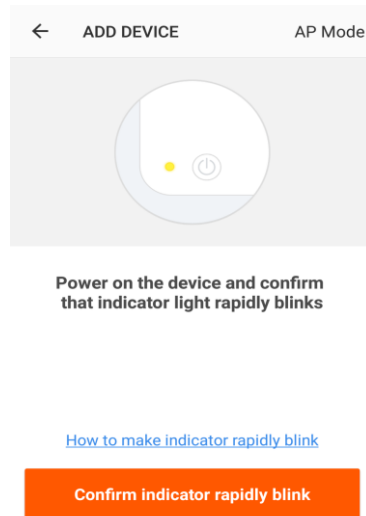 ADD DEVICE
AP Mode
Power on the device and confirm
that indicator light rapidly blinks
How to make indicator rapidly blink
Confirm indicator rapidly blink